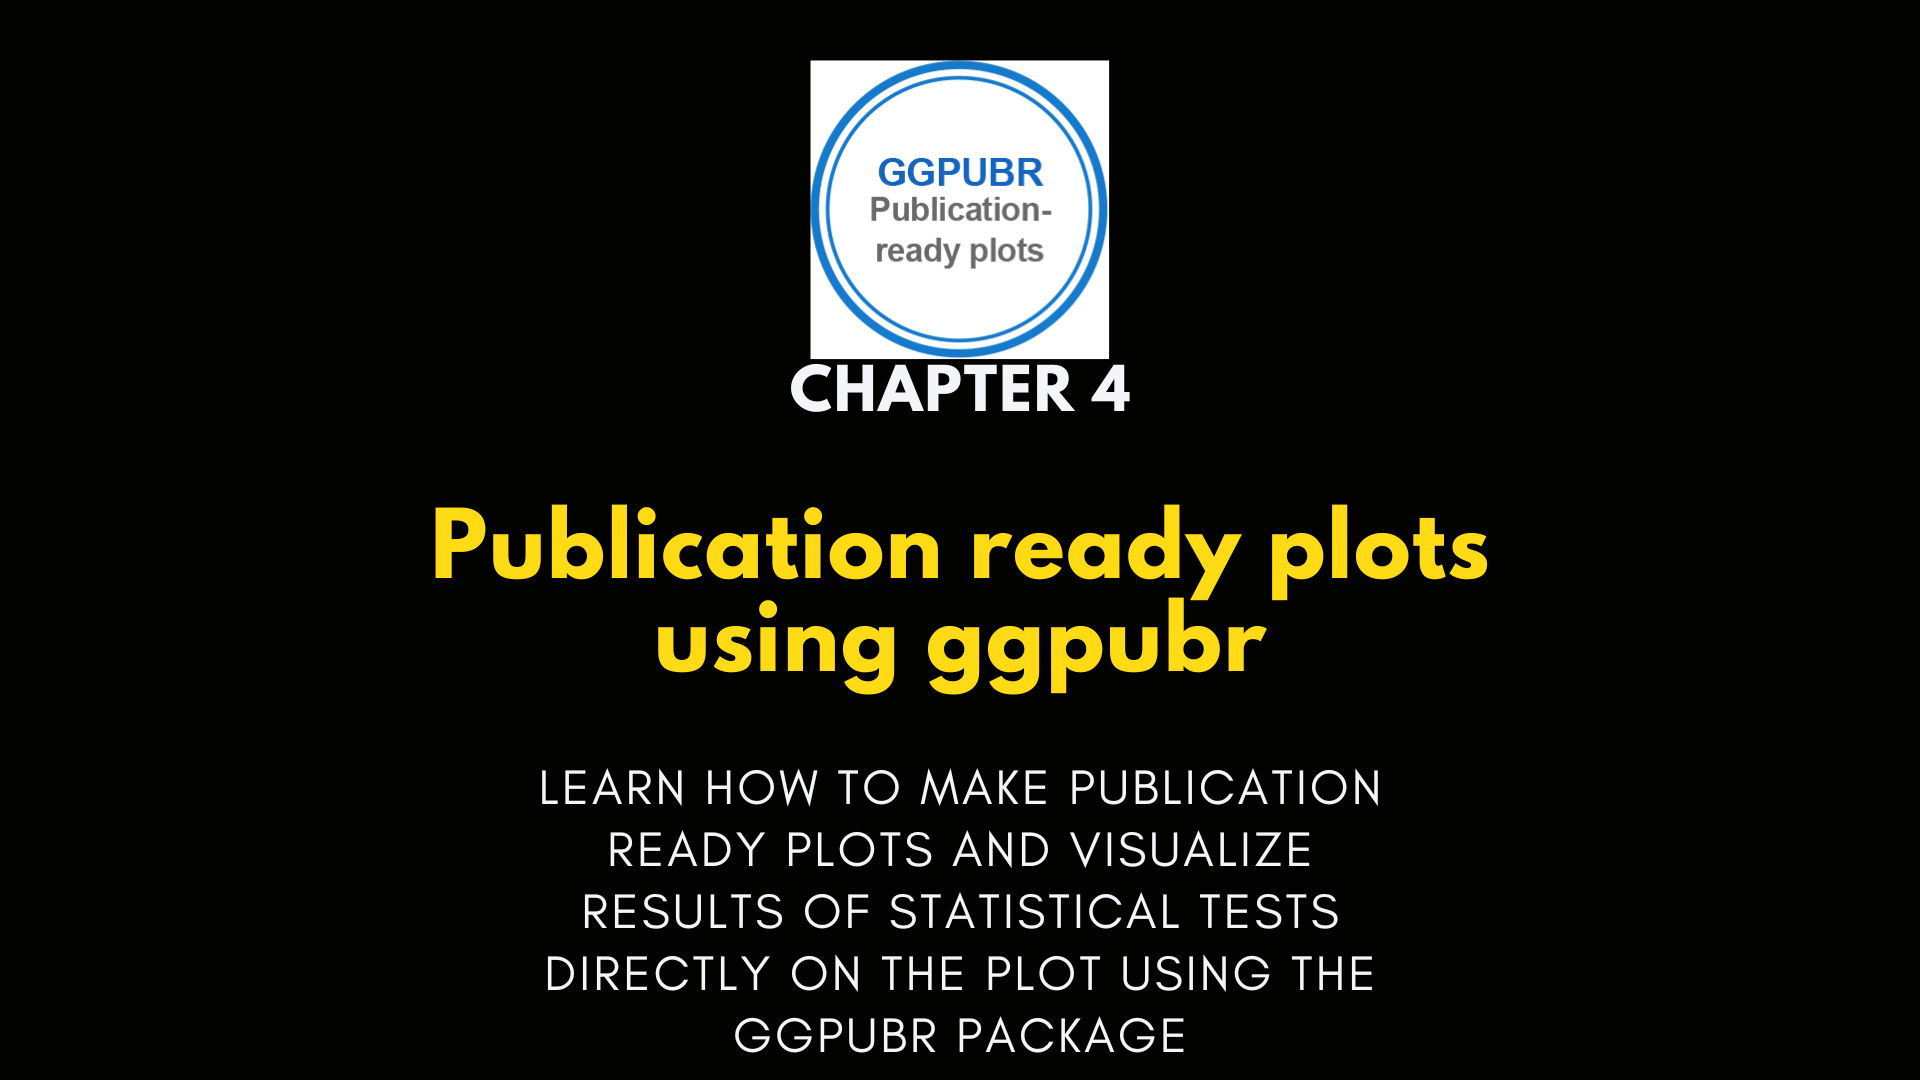 GGPUBR
Publication-
ready plots
CHAPTER 4
Publication ready plots
using ggpubr
LEARN HOW TO MAKE PUBLICATION
READY PLOTS AND VISUALIZE
RESULTS OF STATISTICAL TESTS
DIRECTLY ON THE PLOT USING THE
GGPUBR PACKAGE